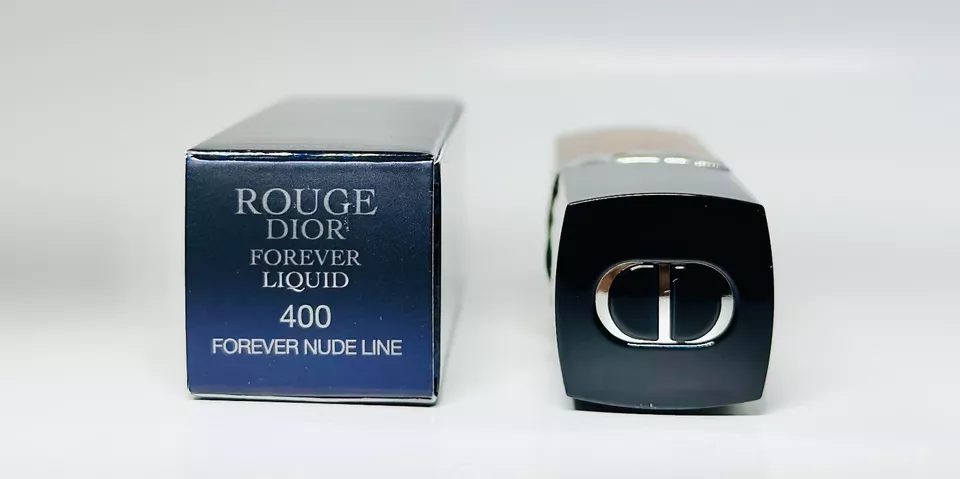 ROUGE
DIOR
FOREVER
LIQUID
400
FOREVER NUDE LINE
CD